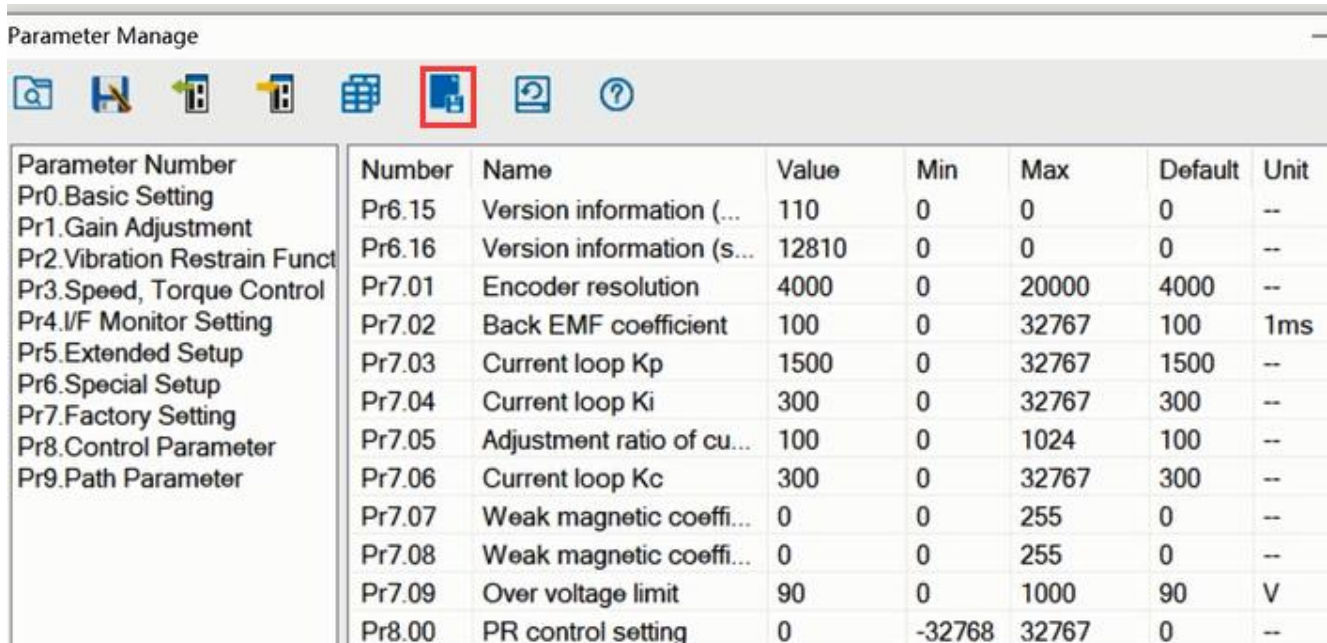 Parameter Manage
Parameter Number
Pr0.Basic Setting
Pr1.Gain Adjustment
Pr2.Vibration Restrain Funct
Pr3.Speed, Torque Control
Pr4.I/F Monitor Setting
Pr5.Extended Setup
Pr6.Special Setup
Pr7.Factory Setting
Pr8.Control Parameter
Pr9.Path Parameter
Number Name Value Min Max Default Unit
Pr6.15 Version information (... 110 0 0 0 --
Pr6.16 Version information (s... 12810 0 0 0 --
Pr7.01 Encoder resolution 4000 0 20000 4000 --
Pr7.02 Back EMF coefficient 100 0 32767 100 1ms
Pr7.03 Current loop Kp 1500 0 32767 1500 --
Pr7.04 Current loop Ki 300 0 32767 300 --
Pr7.05 Adjustment ratio of cu... 100 0 1024 100 --
Pr7.06 Current loop Kc 300 0 32767 300 --
Pr7.07 Weak magnetic coeffi... 0 0 255 0 --
Pr7.08 Weak magnetic coeffi... 0 0 255 0 --
Pr7.09 Over voltage limit 90 0 1000 90 V
Pr8.00 PR control setting 0 -32768 32767 0 --